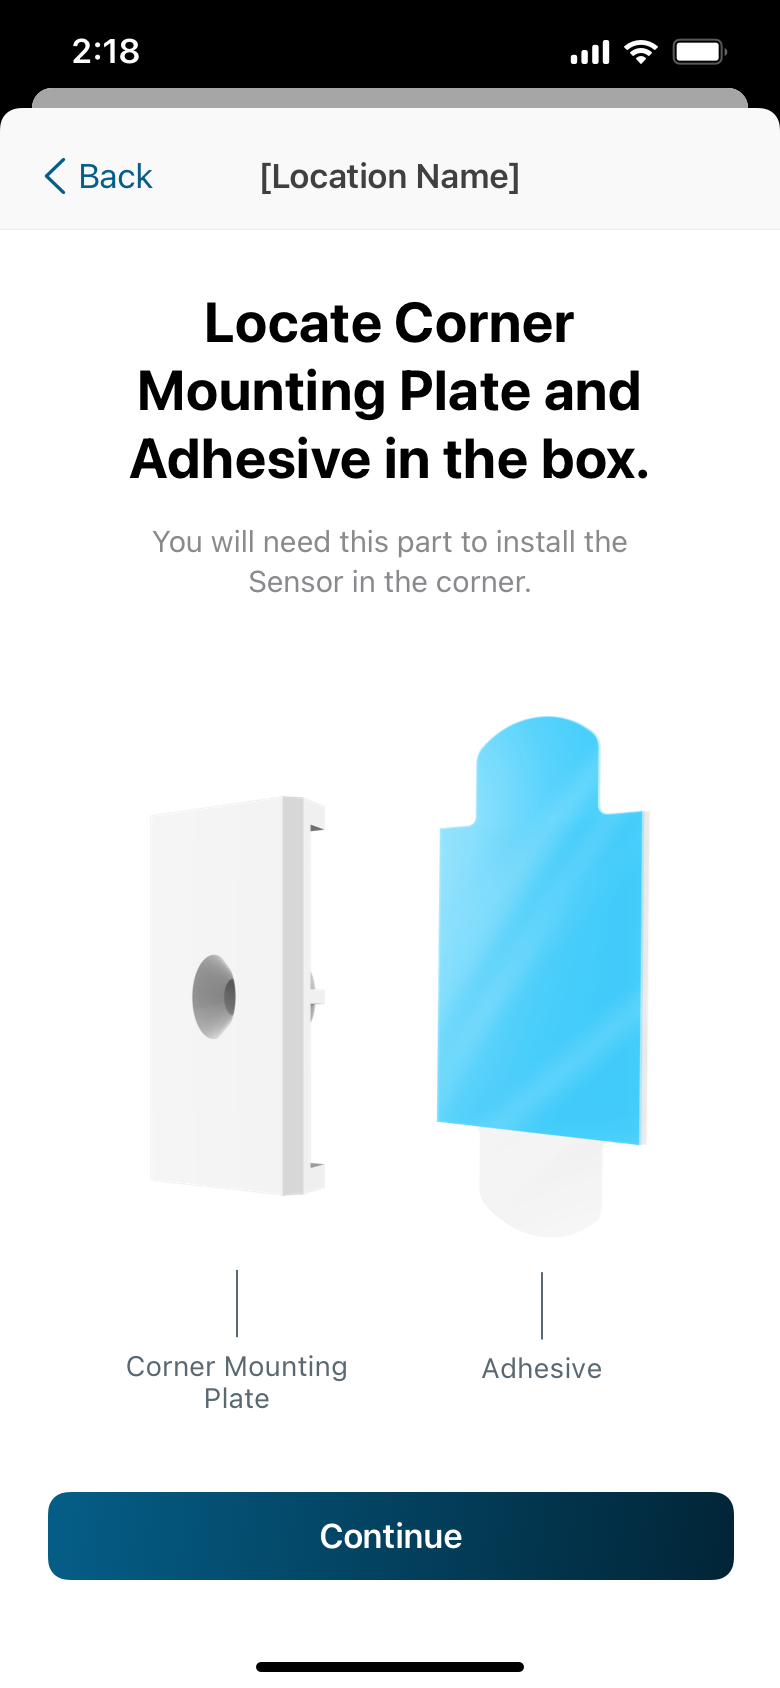 2:18
Back
[Location Name]
Locate Corner
Mounting Plate and
Adhesive in the box.
You will need this part to install the
Sensor in the corner.
Corner Mounting
Plate
Adhesive
Continue